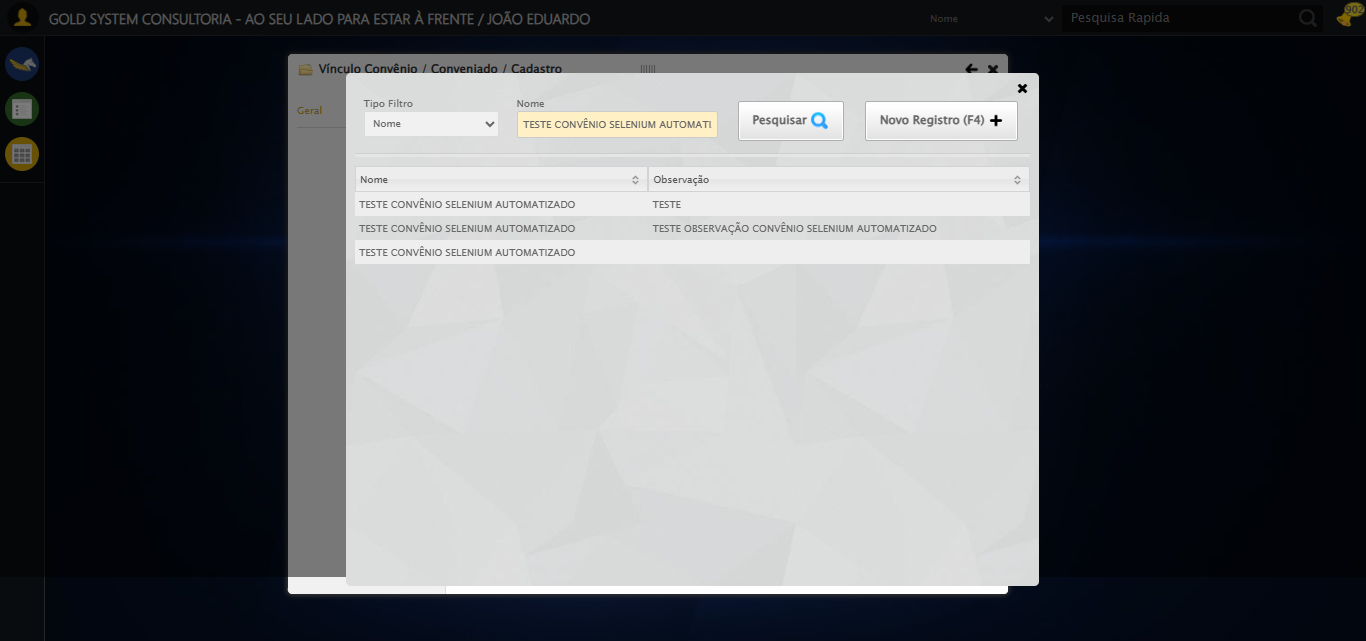 GOLD SYSTEM CONSULTORIA - AO SEU LADO PARA ESTAR À FRENTE / JOÃO EDUARDO
Nome
Pesquisa Rapida
902
Vínculo Convênio / Conveniado / Cadastro
Geral
Tipo Filtro
Nome
Nome
TESTE CONVÊNIO SELENIUM AUTOMATI
Pesquisar
Novo Registro (F4)
Nome
Observação
TESTE CONVÊNIO SELENIUM AUTOMATIZADO
TESTE
TESTE CONVÊNIO SELENIUM AUTOMATIZADO
TESTE OBSERVAÇÃO CONVÊNIO SELENIUM AUTOMATIZADO
TESTE CONVÊNIO SELENIUM AUTOMATIZADO